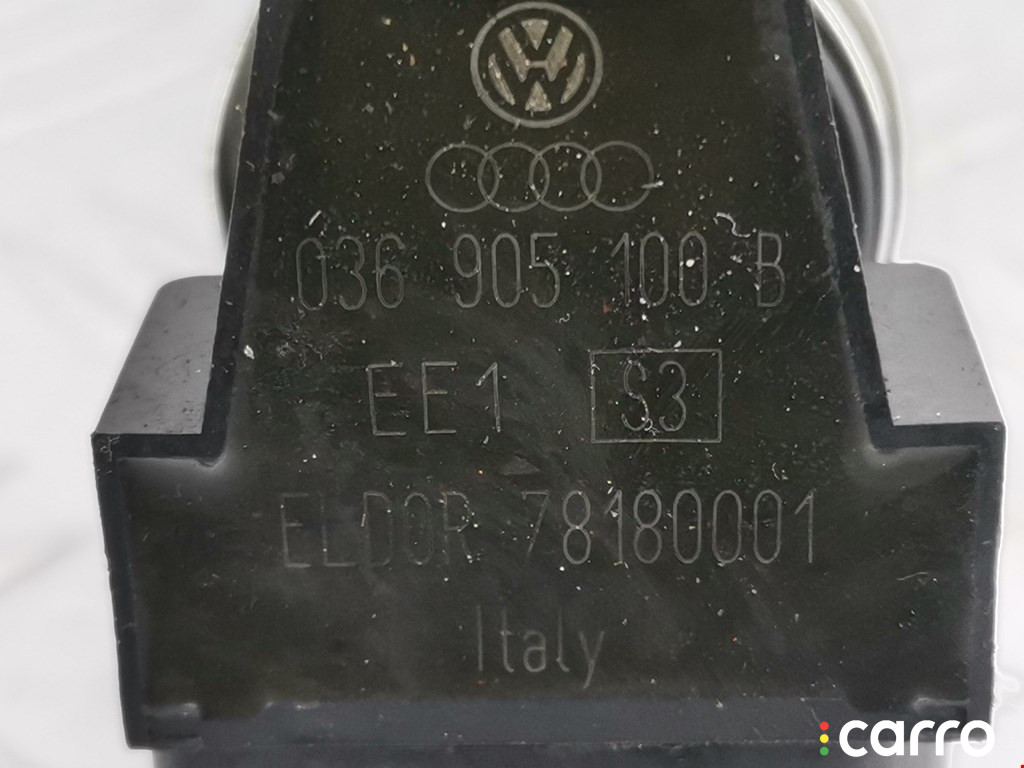 036 905 100 B
EE1 S3
ELDOR 78180001
Italy
carro